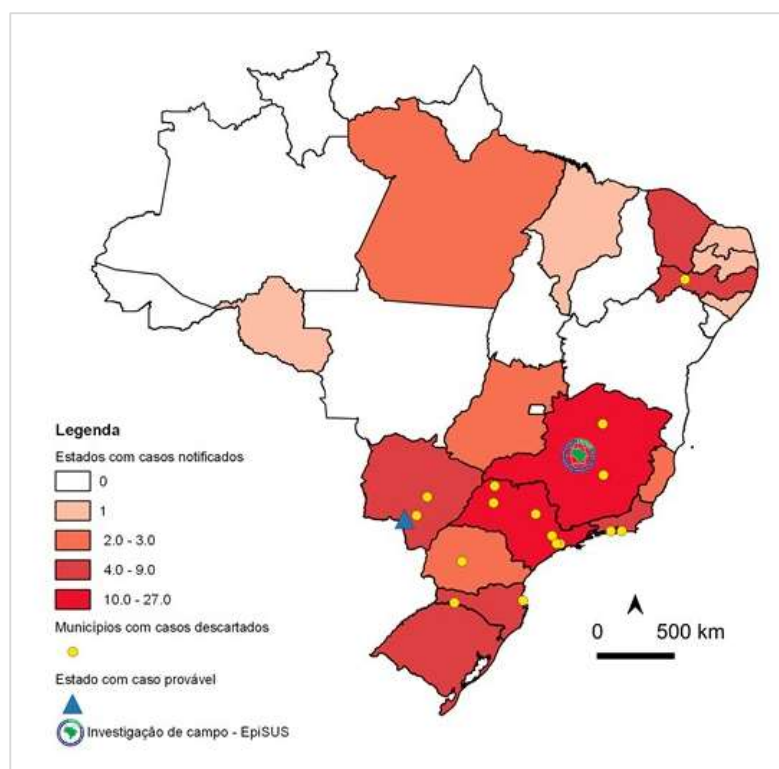 Legenda
Estados com casos notificados
0
1
2.0 - 3.0
4.0 - 9.0
10.0 - 27.0
Municípios com casos descartados
Estado com caso provável
Investigação de campo - EpiSUS
0 500 km